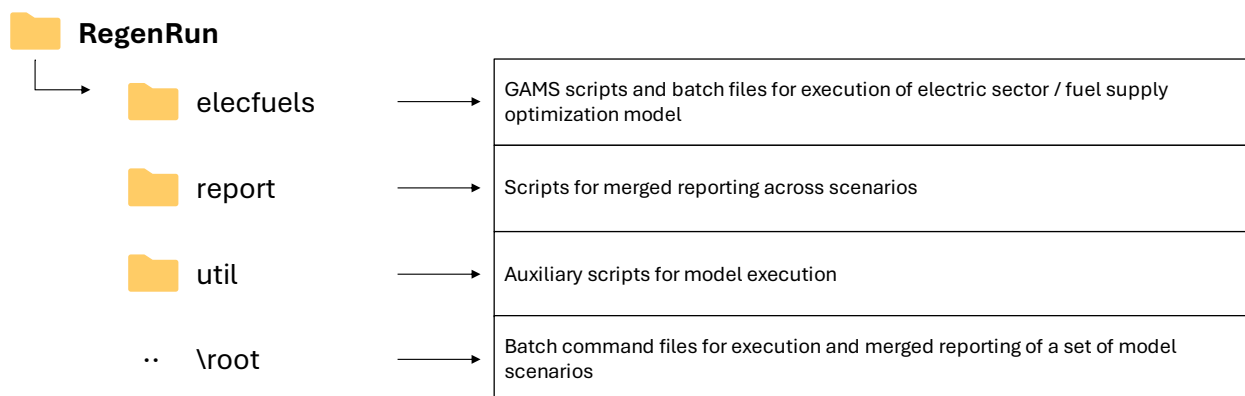 RegenRun
elecfuels
GAMS scripts and batch files for execution of electric sector / fuel supply
optimization model
report
Scripts for merged reporting across scenarios
util
Auxiliary scripts for model execution
·· \root
Batch command files for execution and merged reporting of a set of model
scenarios